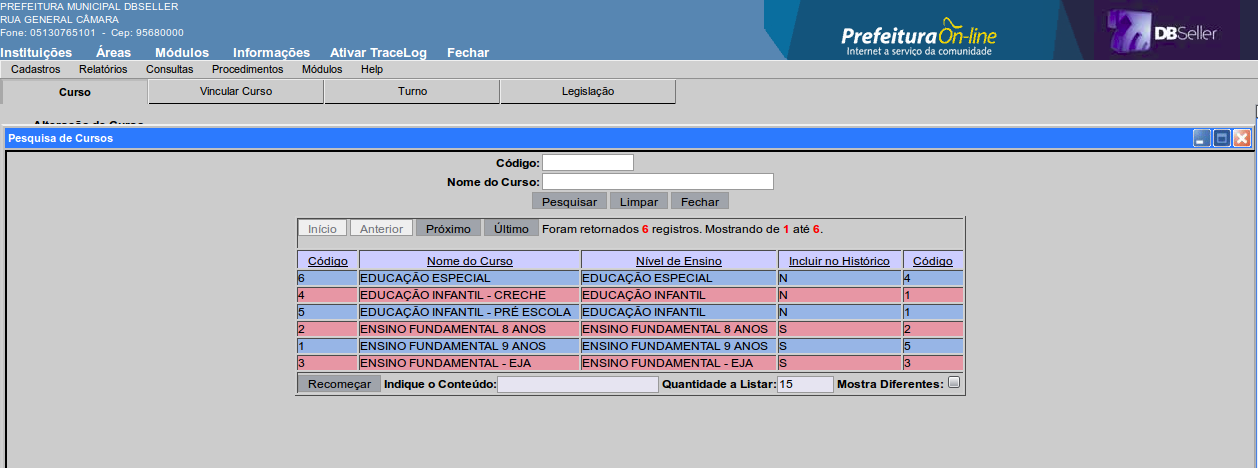 PREFEITURA MUNICIPAL DBSELLER
RUA GENERAL CÂMARA
Fone: 05130765101 - Cep: 95680000
Prefeitura On-line
Internet a serviço da comunidade
DBSeller
Instituições Áreas Módulos Informações Ativar TraceLog Fechar
Cadastros Relatórios Consultas Procedimentos Módulos Help
Curso Vincular Curso Turno Legislação
Alteração de Curso
Pesquisa de Cursos
Código:
Nome do Curso:
Pesquisar Limpar Fechar
Início Anterior Próximo Último Foram retornados 6 registros. Mostrando de 1 até 6.
Código Nome do Curso Nível de Ensino Incluir no Histórico Código
6 EDUCAÇÃO ESPECIAL EDUCAÇÃO ESPECIAL N 4
4 EDUCAÇÃO INFANTIL - CRECHE EDUCAÇÃO INFANTIL N 1
5 EDUCAÇÃO INFANTIL - PRÉ ESCOLA EDUCAÇÃO INFANTIL N 1
2 ENSINO FUNDAMENTAL 8 ANOS ENSINO FUNDAMENTAL 8 ANOS S 2
1 ENSINO FUNDAMENTAL 9 ANOS ENSINO FUNDAMENTAL 9 ANOS S 5
3 ENSINO FUNDAMENTAL - EJA ENSINO FUNDAMENTAL - EJA S 3
Recomeçar Indique o Conteúdo: Quantidade a Listar: 15 Mostra Diferentes: